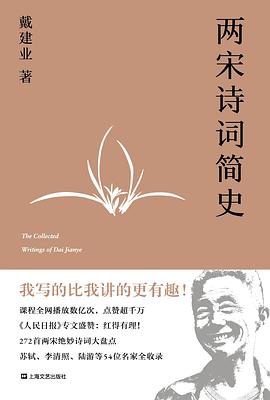 戴建业 著
两宋诗词简史
The Collected
Writings of Dai Jianye
我写的比我讲的更有趣！
课程全网播放数亿次，点赞超千万
《人民日报》专文盛赞：红得有理！
272首两宋绝妙诗词大盘点
苏轼、李清照、陆游等54位名家全收录
上海文艺出版社